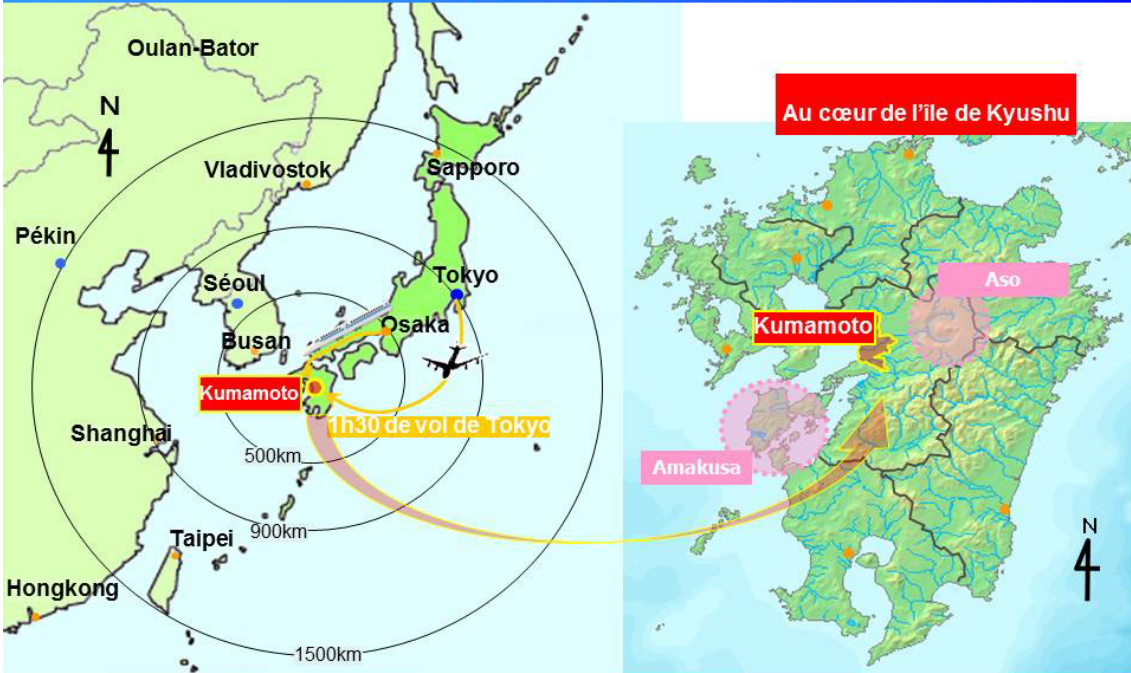 Oulan-Bator
N
Vladivostok
Sapporo
Pékin
Séoul
Tokyo
Busan
Osaka
Kumamoto
1h30 de vol de Tokyo
Shanghai
500km
900km
Taipei
Hongkong
1500km
Au cœur de l'île de Kyushu
Aso
Kumamoto
Amakusa
N